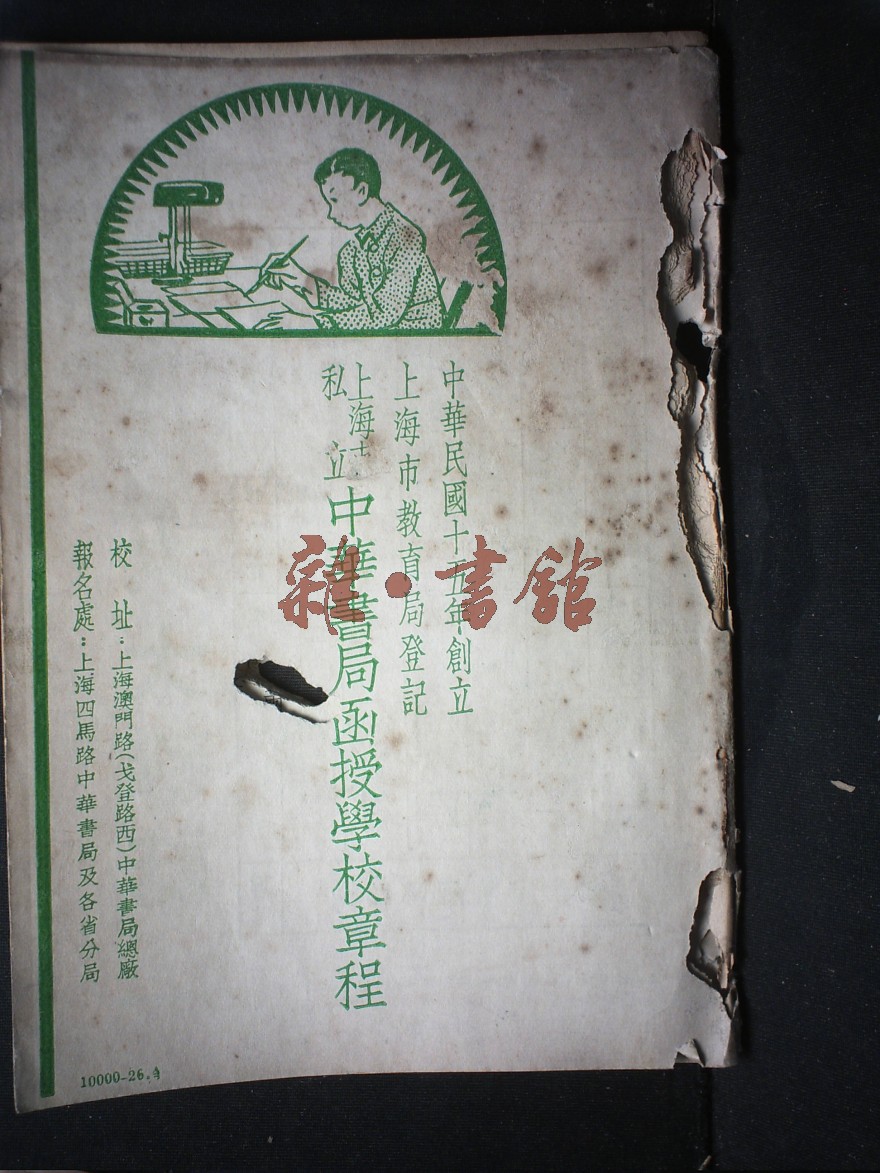 中華民國十五年創立
上海市教育局登記
上海市
私立
中華書局函授學校章程
校址：上海澳門路（戈登路西）中華書局總廠
報名處：上海四馬路中華書局及各省分局
10000-26.4
雜·書館